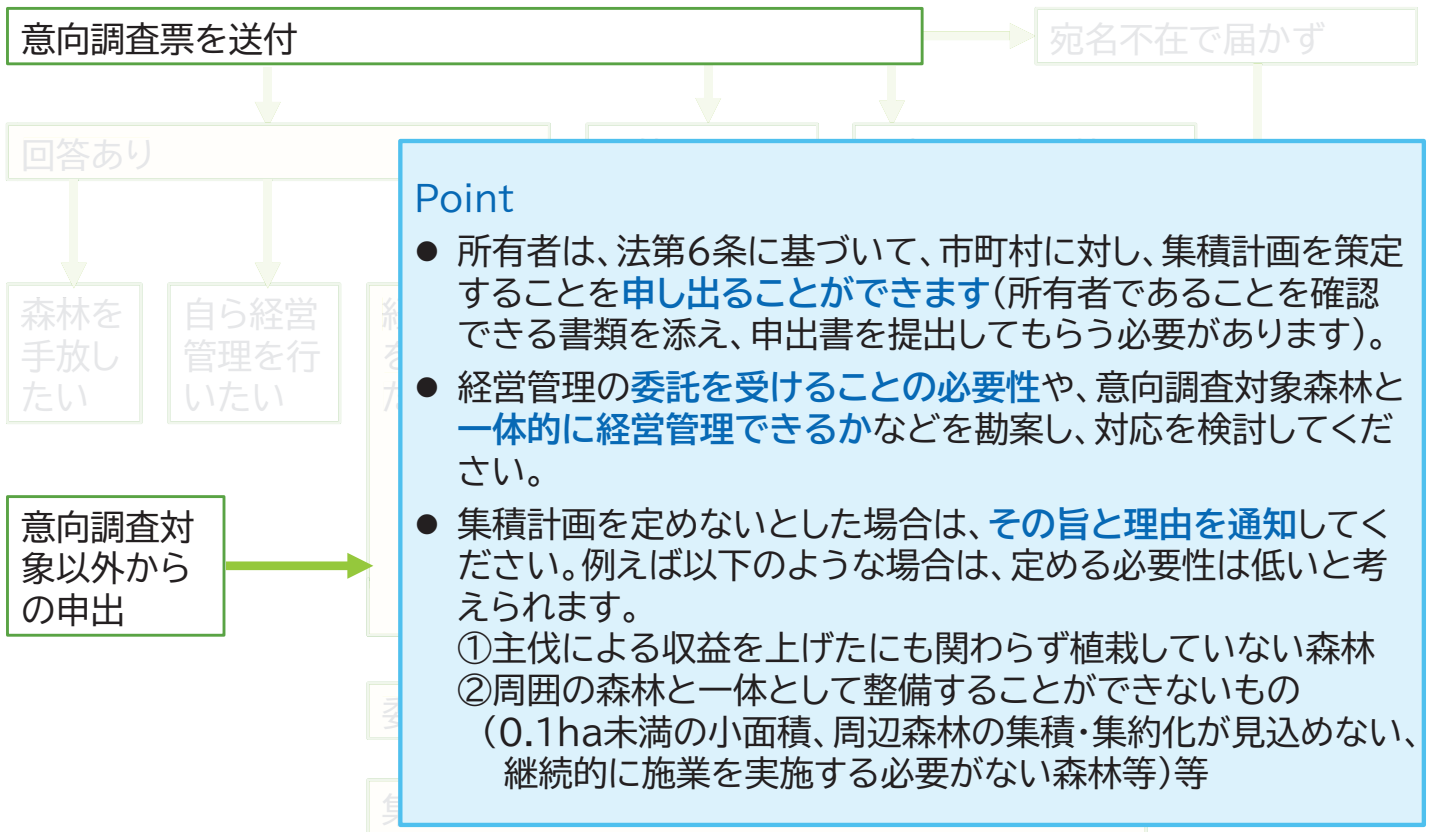 意向調査票を送付
宛名不在で届かず
回答あり
Point
● 所有者は、法第6条に基づいて、市町村に対し、集積計画を策定
することを申し出ることができます(所有者であることを確認
できる書類を添え、申出書を提出してもらう必要があります)。
● 経営管理の委託を受けることの必要性や、意向調査対象森林と
一体的に経営管理できるかなどを勘案し、対応を検討してくだ
さい。
● 集積計画を定めないとした場合は、その旨と理由を通知してく
ださい。例えば以下のような場合は、定める必要性は低いと考
えられます。
①主伐による収益を上げたにも関わらず植栽していない森林
②周囲の森林と一体として整備することができないもの
(0.1ha未満の小面積、周辺森林の集積・集約化が見込めない、
継続的に施業を実施する必要がない森林等)等
森林を
手放し
たい
自ら経営
管理を行
いたい
意向調査対
象以外から
の申出